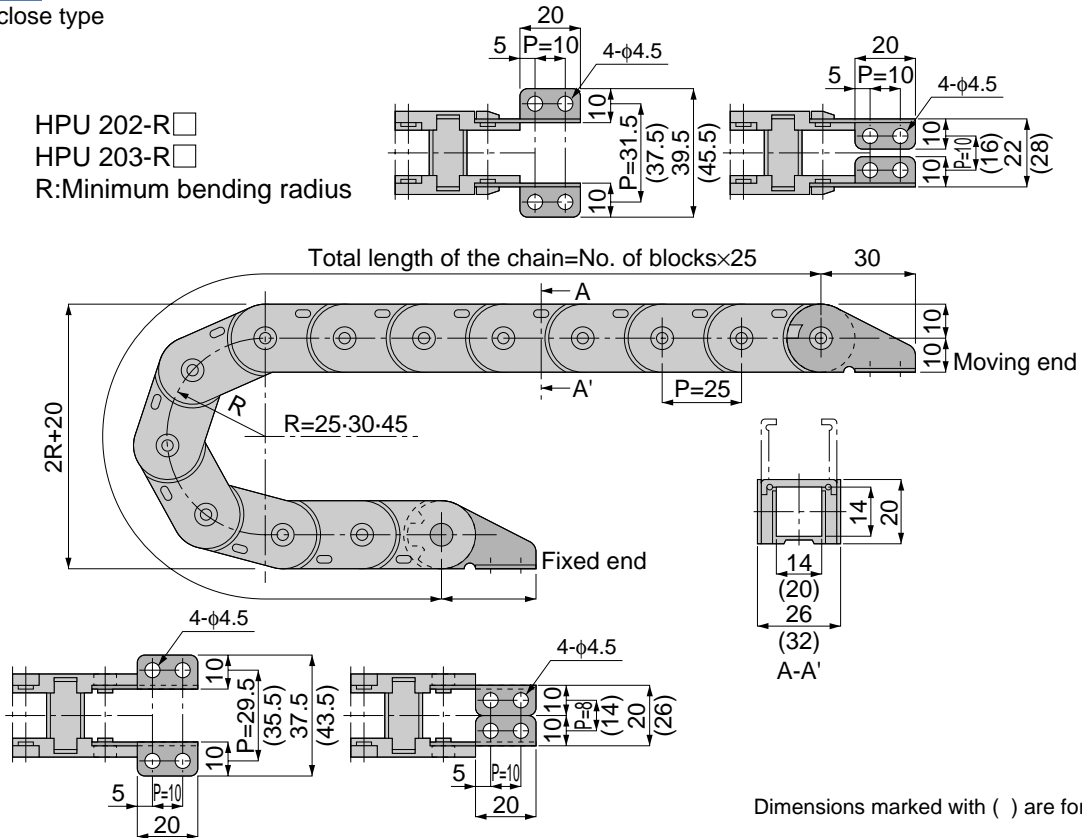 close type
HPU 202-R□
HPU 203-R□
R:Minimum bending radius
20
5 P=10
4-φ4.5
10
P=31.5
(37.5)
39.5
(45.5)
10
20
5 P=10
4-φ4.5
10
10
P=10
(16)
22
(28)
Total length of the chain=No. of blocks×25
30
A
A'
10
10
Moving end
P=25
2R+20
R
R=25·30·45
Fixed end
14
20
14
(20)
26
(32)
A-A'
4-φ4.5
10
P=29.5
(35.5)
37.5
(43.5)
10
5 P=10
20
4-φ4.5
10
10
P=8
(14)
20
(26)
5 P=10
20
Dimensions marked with ( ) are for